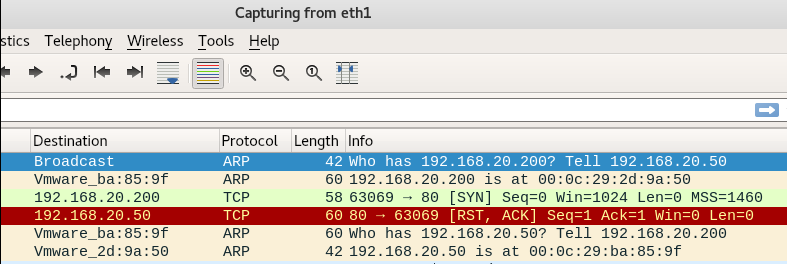 Capturing from eth1
stics Telephony Wireless Tools Help
Destination Protocol Length Info
Broadcast ARP 42 Who has 192.168.20.200? Tell 192.168.20.50
Vmware_ba:85:9f ARP 60 192.168.20.200 is at 00:0c:29:2d:9a:50
192.168.20.200 TCP 58 63069 → 80 [SYN] Seq=0 Win=1024 Len=0 MSS=1460
192.168.20.50 TCP 60 80 → 63069 [RST, ACK] Seq=1 Ack=1 Win=0 Len=0
Vmware_ba:85:9f ARP 60 Who has 192.168.20.50? Tell 192.168.20.200
Vmware_2d:9a:50 ARP 42 192.168.20.50 is at 00:0c:29:ba:85:9f